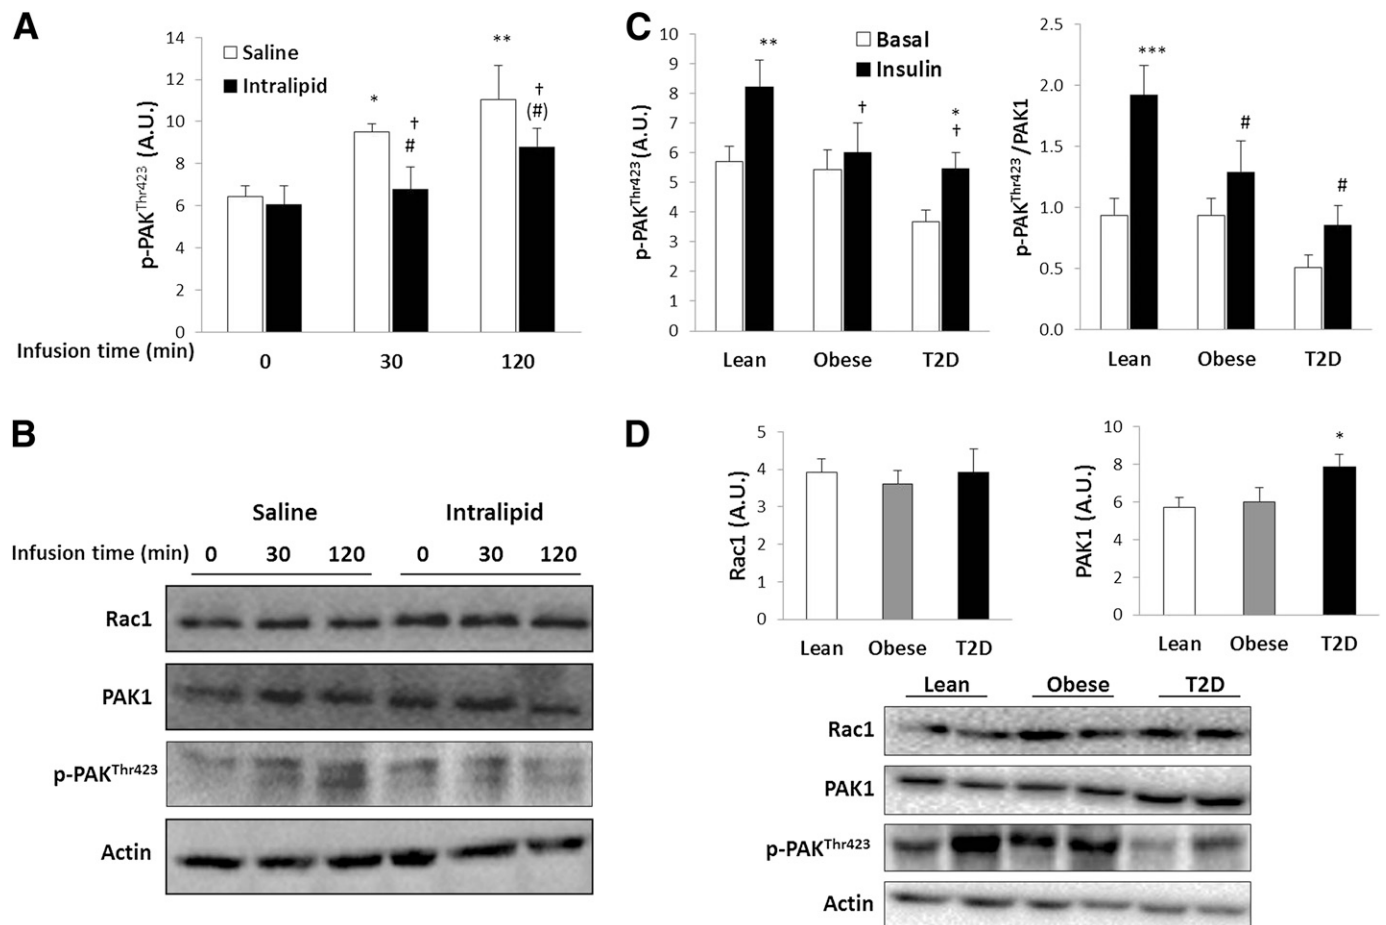 A
p-PAKThr423 (A.U.)
14
12
10
8
6
4
2
0
Saline
Intralipid
*
†
#
**
†
(#)
Infusion time (min)
0 30 120
C
p-PAKThr423 (A.U.)
10
9
8
7
6
5
4
3
2
1
0
Basal
Insulin
**
†
*
†
Lean Obese T2D
p-PAKThr423/PAK1
2.5
2.0
1.5
1.0
0.5
0.0
***
#
#
Lean Obese T2D
B
Saline Intralipid
Infusion time (min) 0 30 120 0 30 120
Rac1
PAK1
p-PAKThr423
Actin
D
Rac1 (A.U.)
5
4
3
2
1
0
Lean Obese T2D
PAK1 (A.U.)
10
8
6
4
2
0
*
Lean Obese T2D
Lean Obese T2D
Rac1
PAK1
p-PAKThr423
Actin